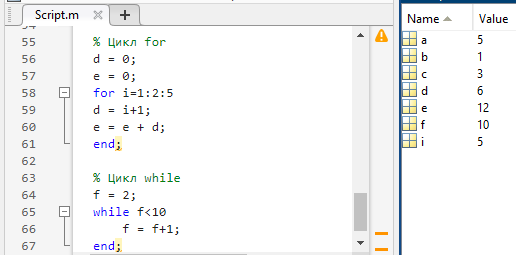 Script.m × +
55 % Цикл for
56 d = 0;
57 e = 0;
58 for i=1:2:5
59 d = i+1;
60 e = e + d;
61 end;
62
63 % Цикл while
64 f = 2;
65 while f<10
66 f = f+1;
67 end;
Name Value
a 5
b 1
c 3
d 6
e 12
f 10
i 5